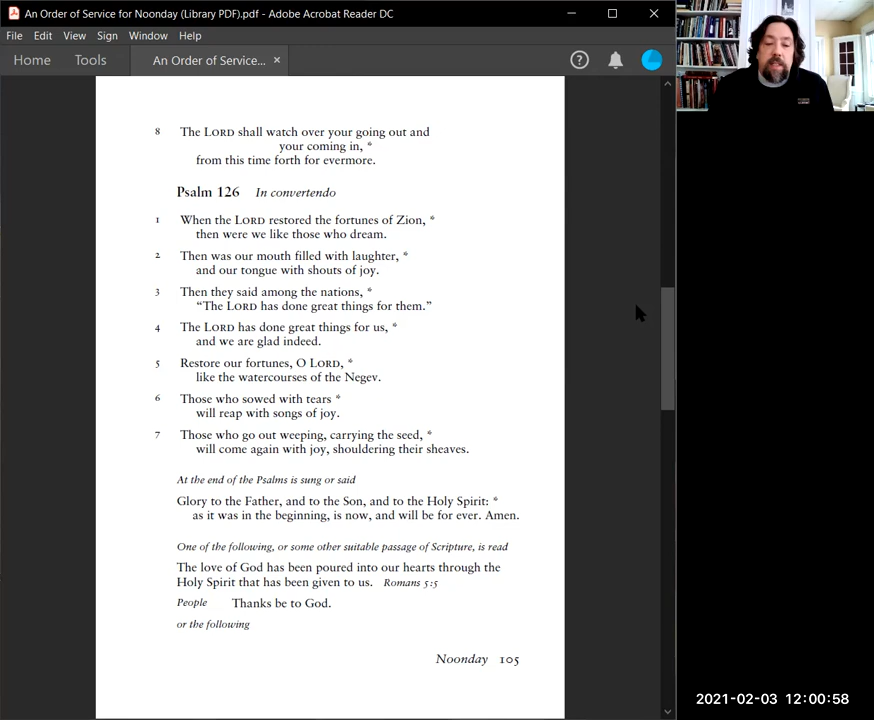 An Order of Service for Noonday (Library PDF).pdf - Adobe Acrobat Reader DC
File Edit View Sign Window Help
Home Tools An Order of Service... ×
8 The LORD shall watch over your going out and
your coming in, *
from this time forth for evermore.
Psalm 126 In convertendo
1 When the LORD restored the fortunes of Zion, *
then were we like those who dream.
2 Then was our mouth filled with laughter, *
and our tongue with shouts of joy.
3 Then they said among the nations, *
“The LORD has done great things for them.”
4 The LORD has done great things for us, *
and we are glad indeed.
5 Restore our fortunes, O LORD, *
like the watercourses of the Negev.
6 Those who sowed with tears *
will reap with songs of joy.
7 Those who go out weeping, carrying the seed, *
will come again with joy, shouldering their sheaves.
At the end of the Psalms is sung or said
Glory to the Father, and to the Son, and to the Holy Spirit: *
as it was in the beginning, is now, and will be for ever. Amen.
One of the following, or some other suitable passage of Scripture, is read
The love of God has been poured into our hearts through the
Holy Spirit that has been given to us. Romans 5:5
People Thanks be to God.
or the following
Noonday 105
2021-02-03 12:00:58